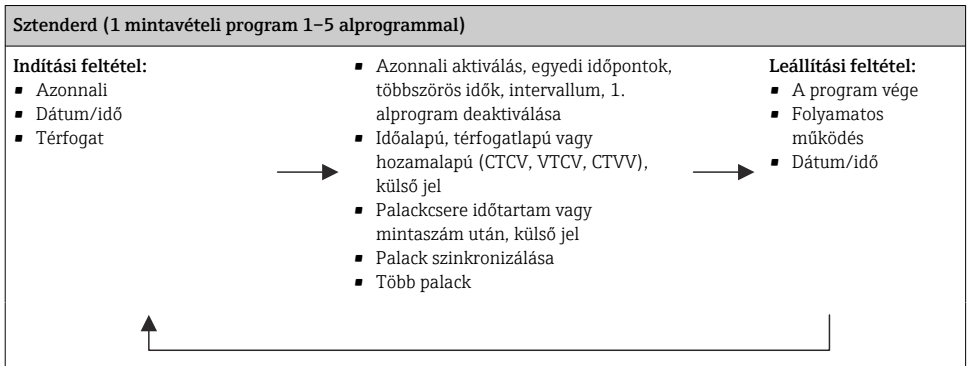 Sztenderd (1 mintavételi program 1–5 alprogrammal)
Indítási feltétel:
▪ Azonnali
▪ Dátum/idő
▪ Térfogat
▪ Azonnali aktiválás, egyedi időpontok,
többszörös idők, intervallum, 1.
alprogram deaktiválása
▪ Időalapú, térfogatlapú vagy
hozamalapú (CTCV, VTCV, CTVV),
külső jel
▪ Palackcsere időtartam vagy
mintaszám után, külső jel
▪ Palack szinkronizálása
▪ Több palack
Leállítási feltétel:
▪ A program vége
▪ Folyamatos
működés
▪ Dátum/idő